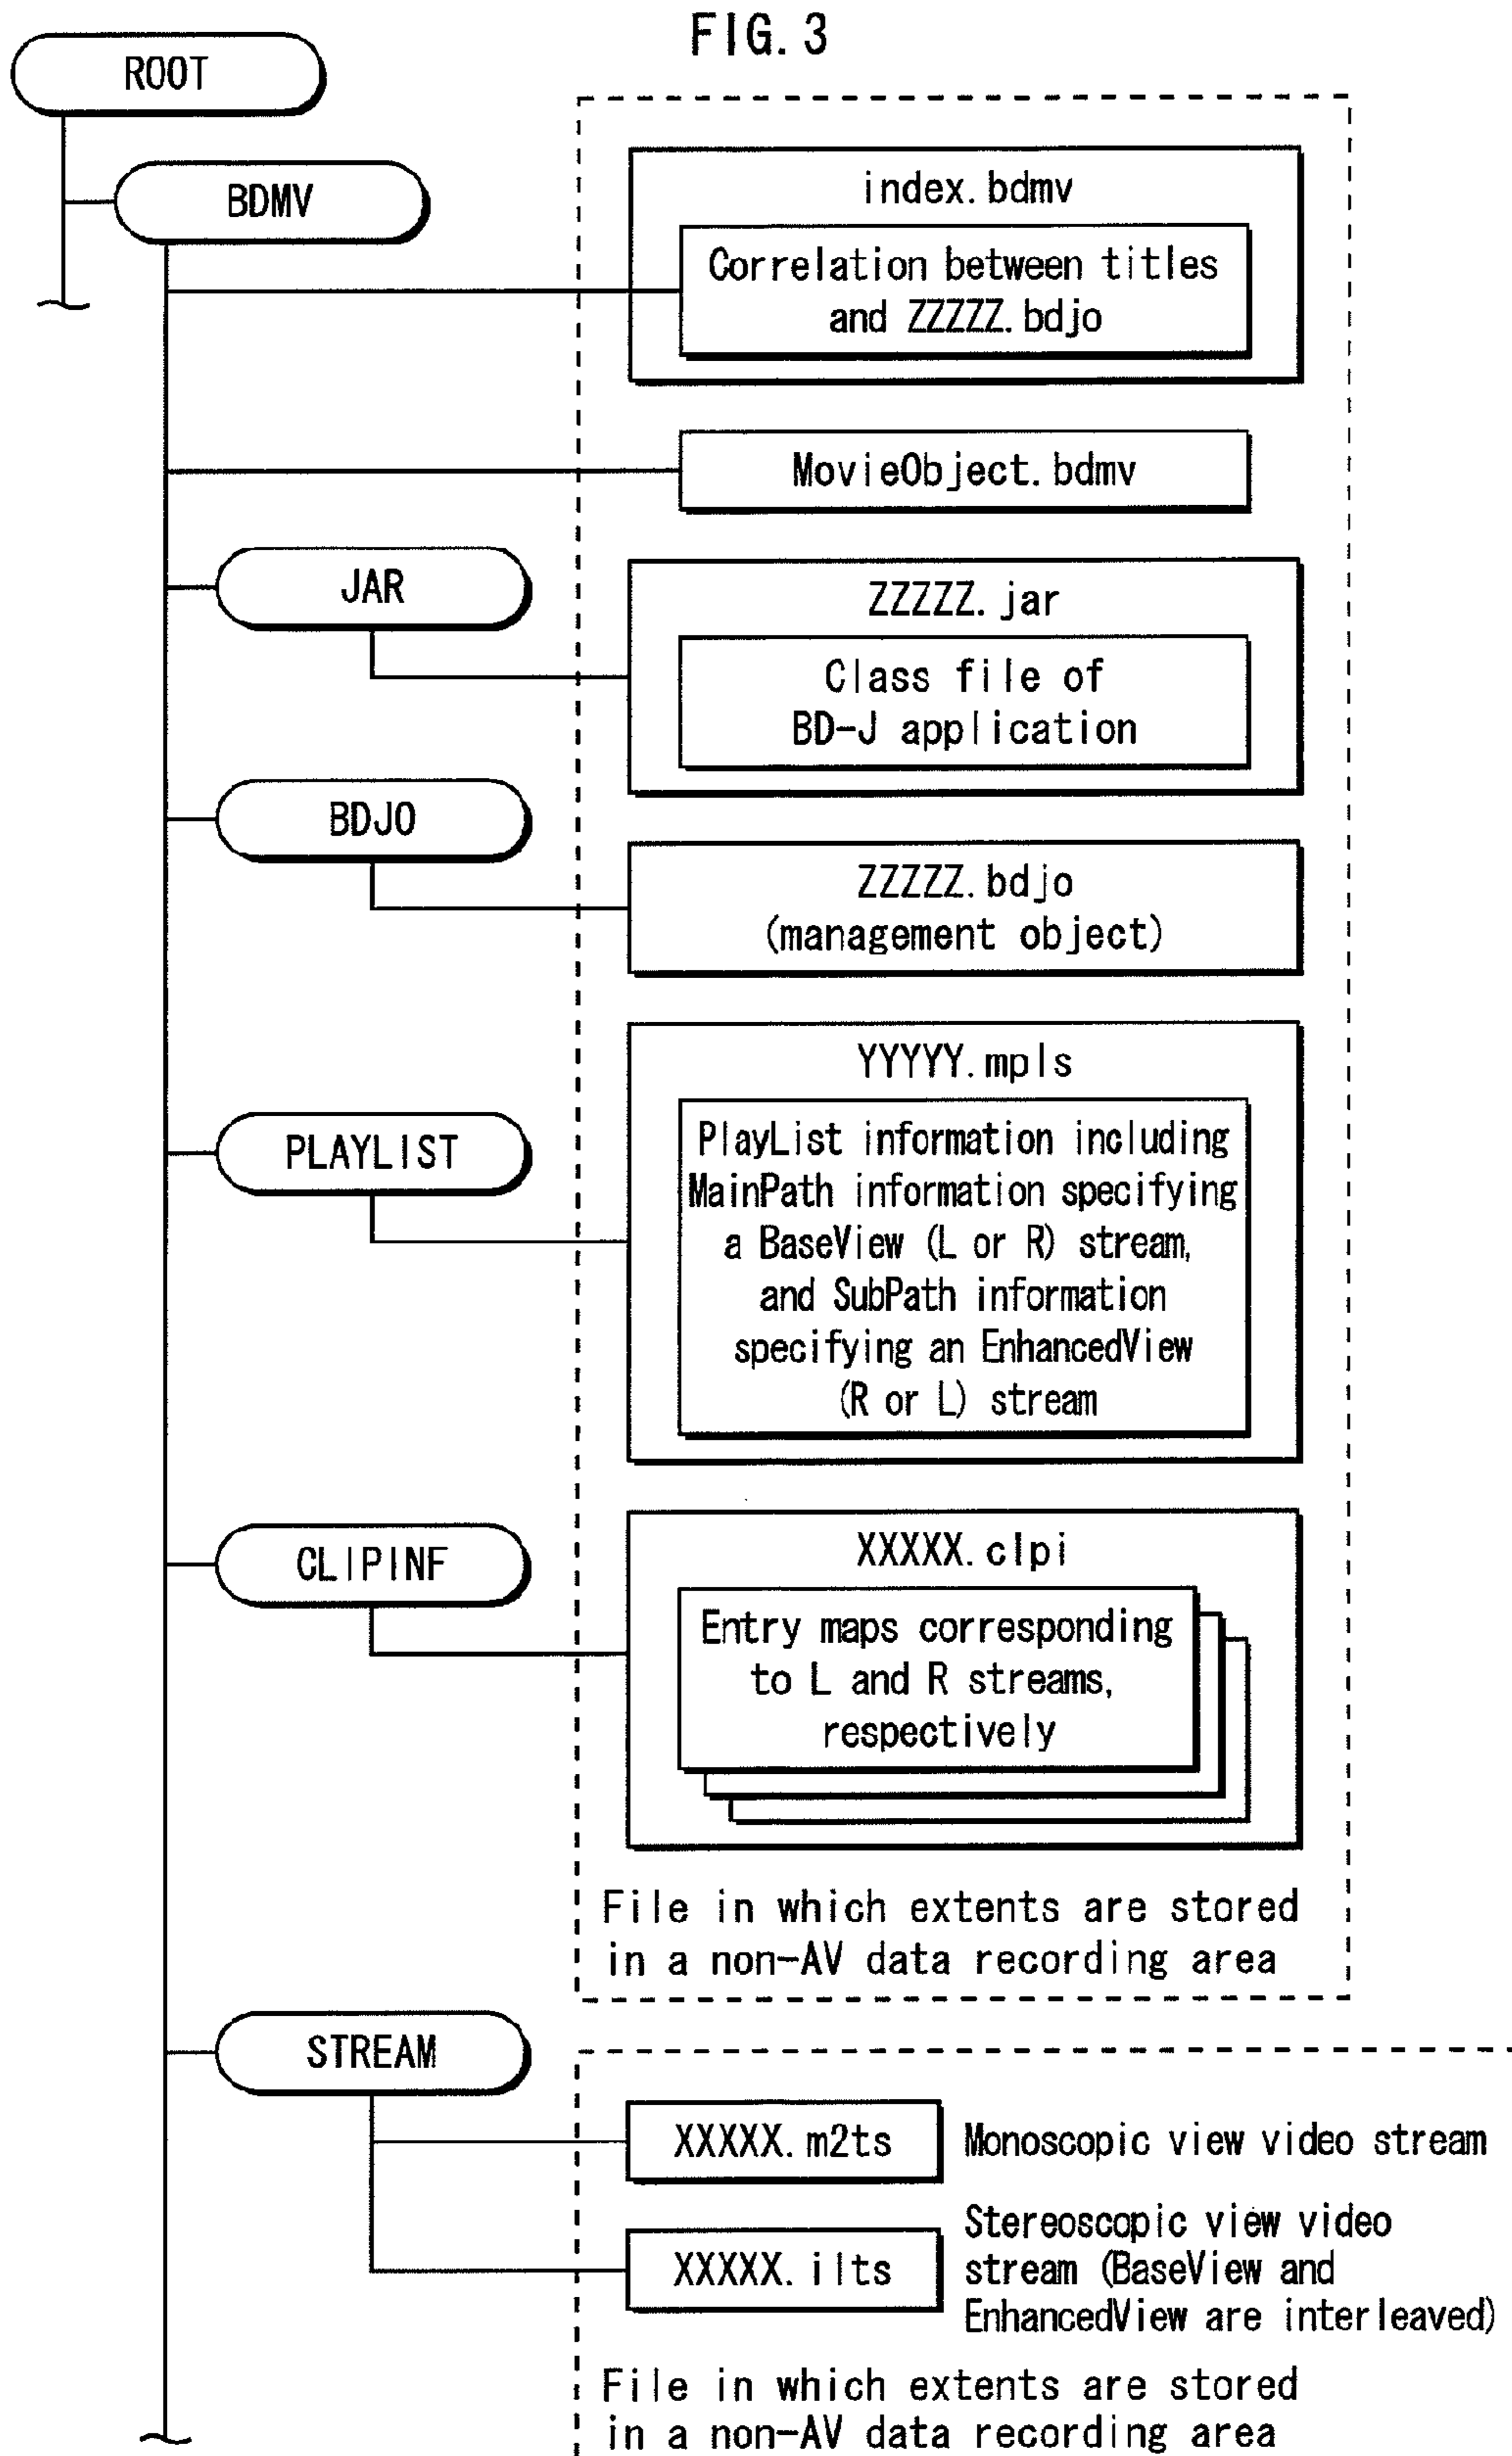 FIG. 3
ROOT
BDMV
index.bdmv
Correlation between titles
and ZZZZZ.bdjo
MovieObject.bdmv
JAR
ZZZZZ.jar
Class file of
BD-J application
BDJO
ZZZZZ.bdjo
(management object)
PLAYLIST
YYYYY.mpls
PlayList information including
MainPath information specifying
a BaseView (L or R) stream,
and SubPath information
specifying an EnhancedView
(R or L) stream
CLIPINF
XXXXX.clpi
Entry maps corresponding
to L and R streams,
respectively
File in which extents are stored
in a non-AV data recording area
STREAM
XXXXX.m2ts
Monoscopic view video stream
XXXXX.ilts
Stereoscopic view video
stream (BaseView and
EnhancedView are interleaved)
File in which extents are stored
in a non-AV data recording area